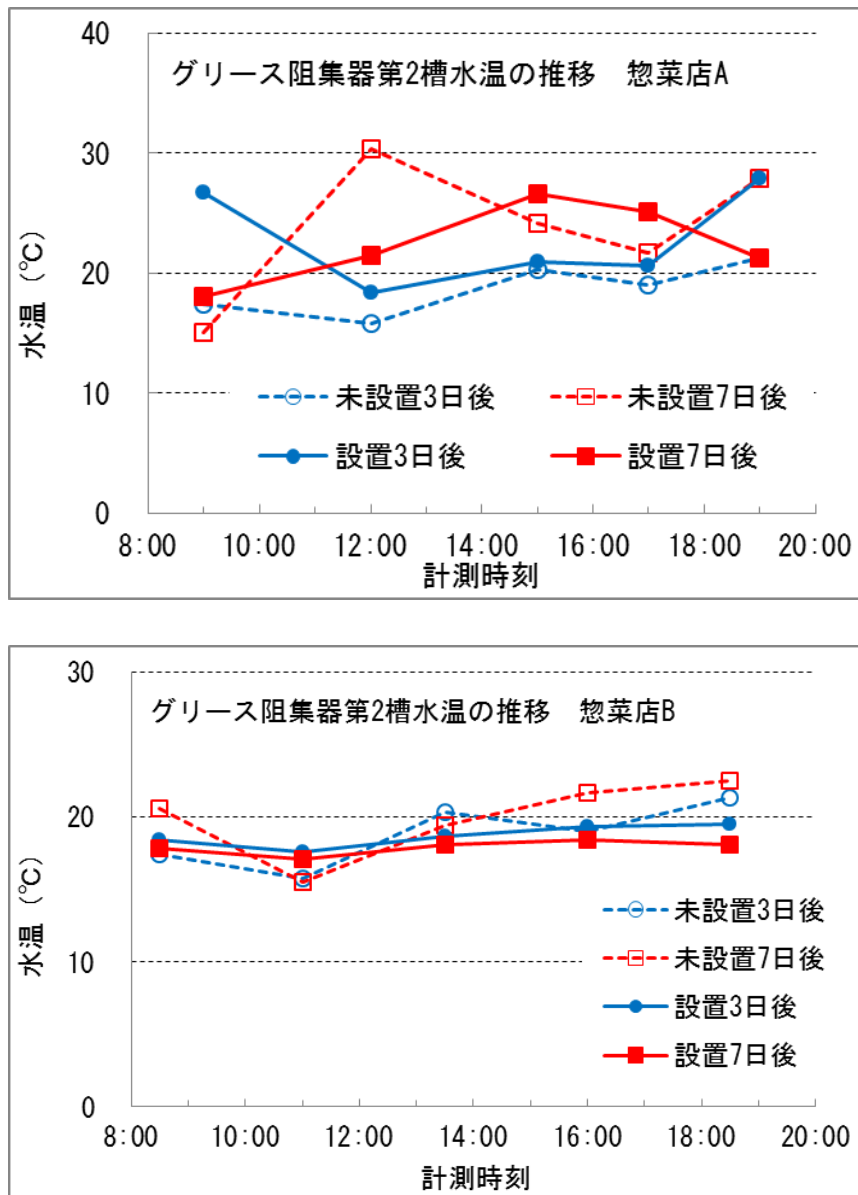 グリース阻集器第2槽水温の推移　惣菜店A
40
30
20
10
0
水温（℃）
未設置3日後
未設置7日後
設置3日後
設置7日後
8:00 10:00 12:00 14:00 16:00 18:00 20:00
計測時刻
グリース阻集器第2槽水温の推移　惣菜店B
30
20
10
0
水温（℃）
未設置3日後
未設置7日後
設置3日後
設置7日後
8:00 10:00 12:00 14:00 16:00 18:00 20:00
計測時刻